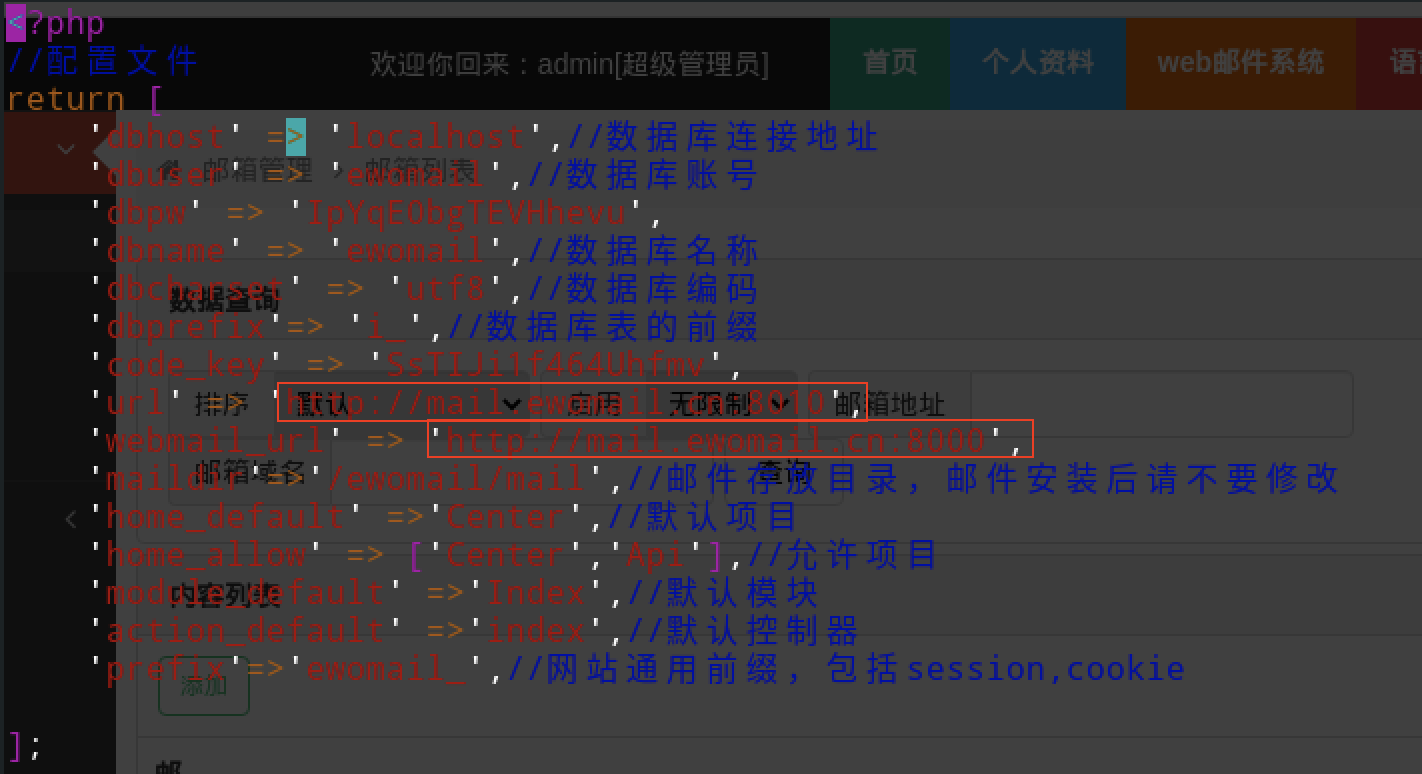 <?php
//配置文件
欢迎你回来：admin[超级管理员]
首页
个人资料
web邮件系统
return [
'dbhost' => 'localhost',//数据库连接地址
邮箱管理 > 邮箱列表
'dbuser' => 'ewomail',//数据库账号
'dbpw' => 'IpYqE0bgTEVHhevu',
'dbname' => 'ewomail',//数据库名称
数据查询
'dbcharset' => 'utf8',//数据库编码
'dbprefix'=> 'i_',//数据库表的前缀
'code_key' => 'SsTIJi1f464Uhfmv',
排序
默认
启用
无限制
邮箱地址
'url' => 'http://mail.ewomail.cn:8010',
'webmail_url' => 'http://mail.ewomail.cn:8000',
邮箱域名
查询
'maildir'=>'/ewomail/mail',//邮件存放目录，邮件安装后请不要修改
'home_default' =>'Center',//默认项目
'home_allow' => ['Center','Api'],//允许项目
内容列表
'module_default' =>'Index',//默认模块
'action_default' =>'index',//默认控制器
'prefix'=>'ewomail_',//网站通用前缀，包括session,cookie
添加
];